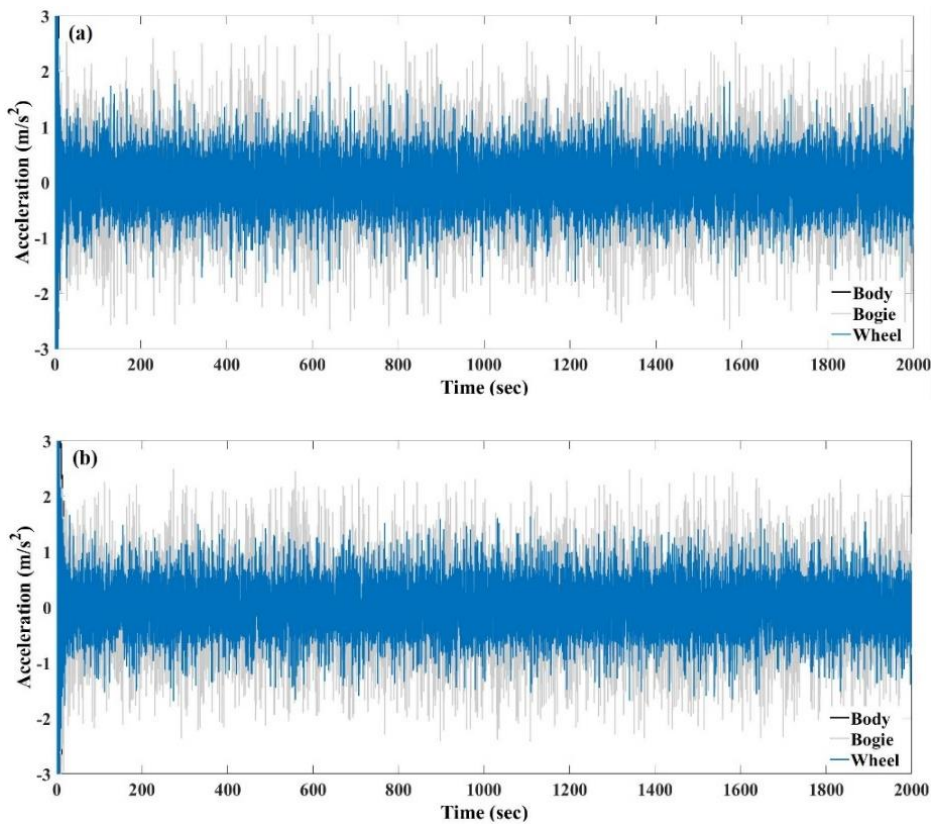 (a)
Acceleration (m/s²)
3
2
1
0
-1
-2
-3
Body
Bogie
Wheel
0 200 400 600 800 1000 1200 1400 1600 1800 2000
Time (sec)
(b)
Acceleration (m/s²)
3
2
1
0
-1
-2
-3
Body
Bogie
Wheel
0 200 400 600 800 1000 1200 1400 1600 1800 2000
Time (sec)